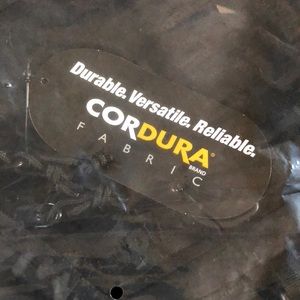 Durable. Versatile. Reliable.
CORDURA®
BRAND
FABRIC